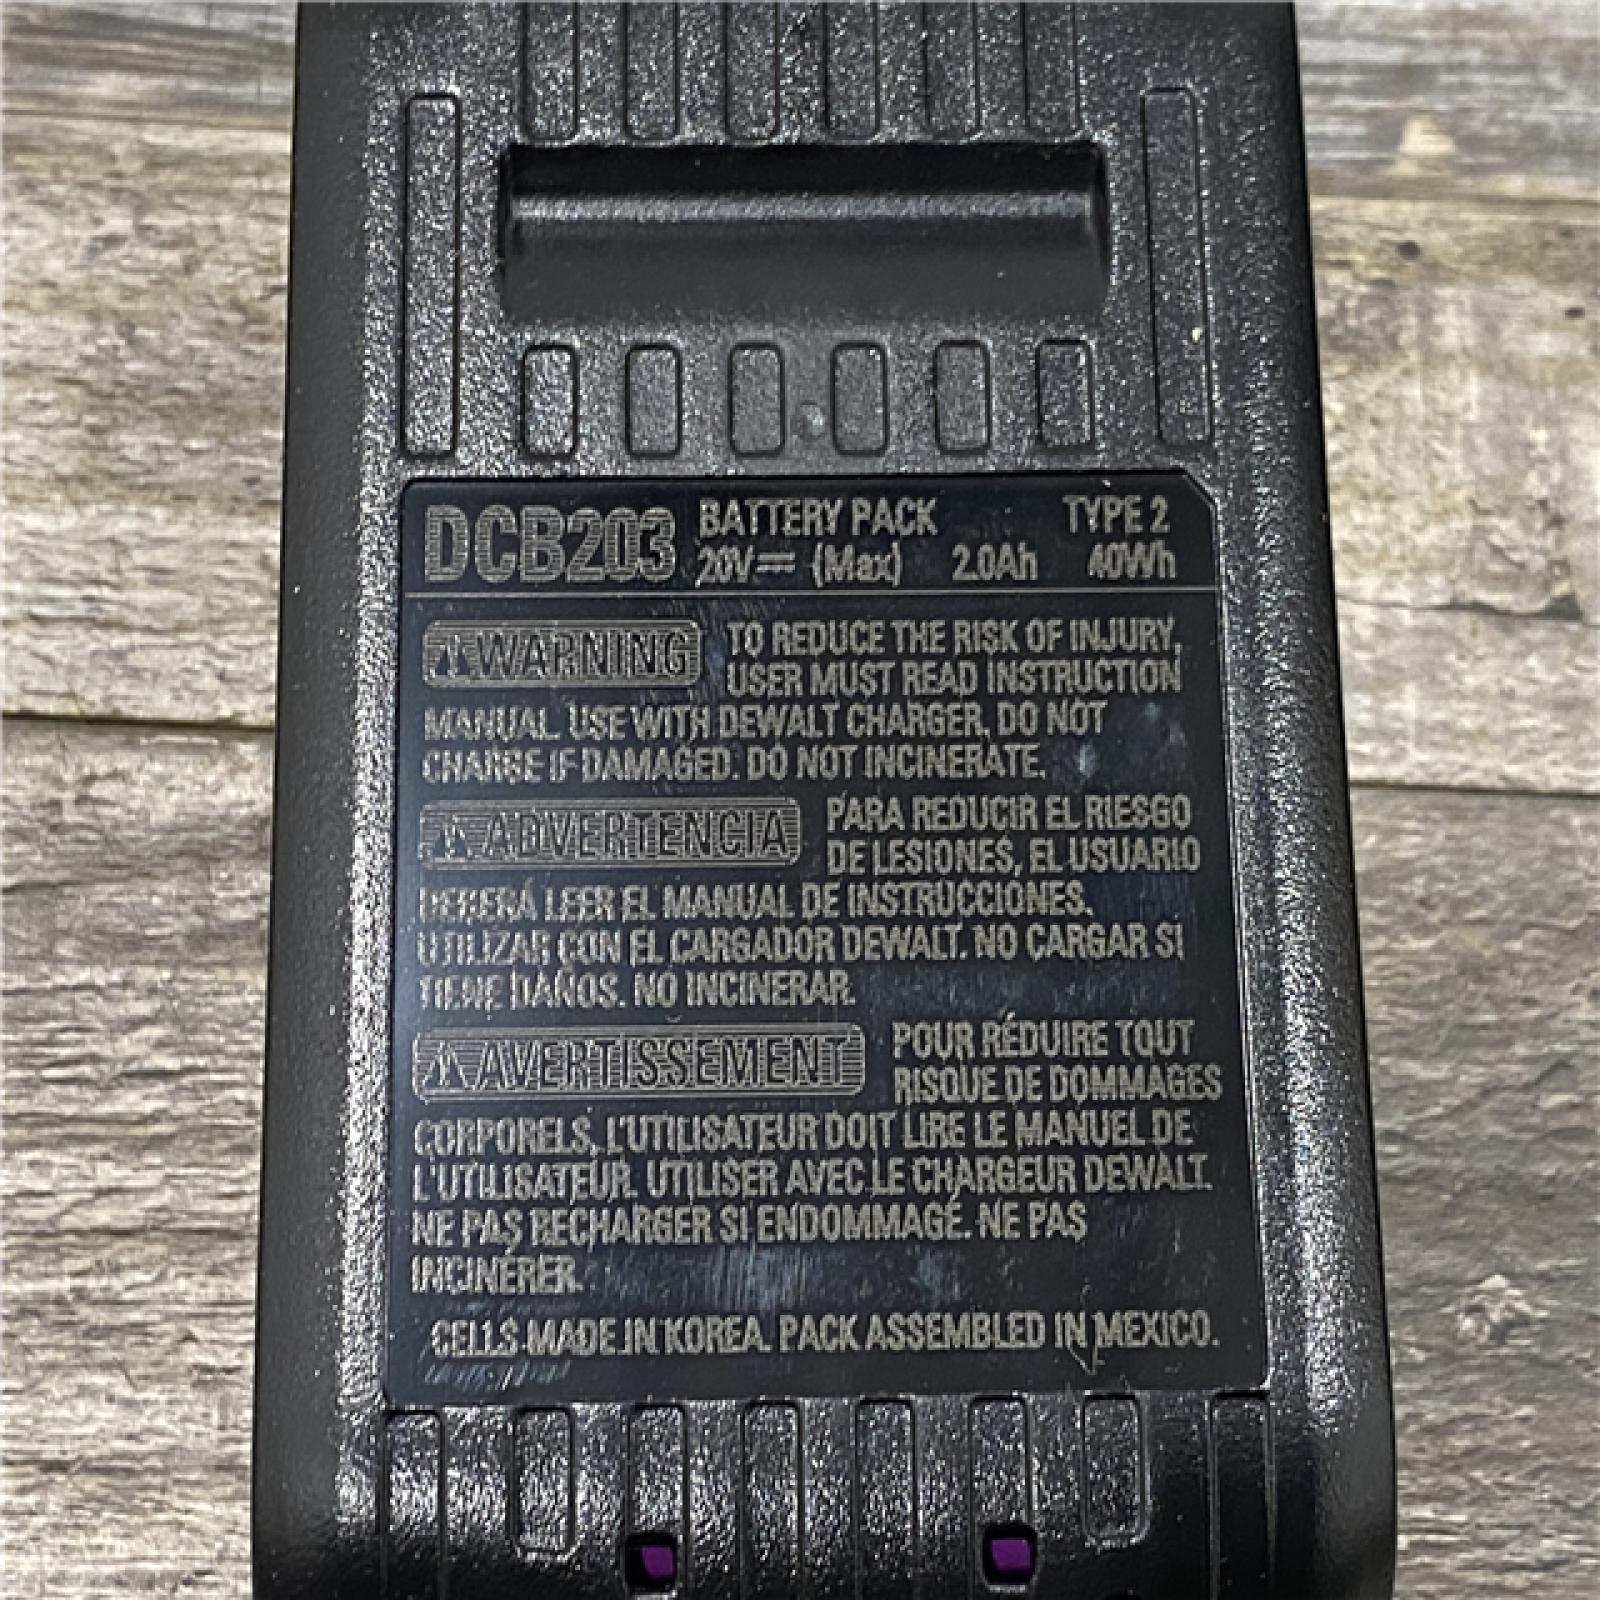 DCB203 BATTERY PACK TYPE 2
20V⎓ (Max) 2.0Ah 40Wh
⚠WARNING TO REDUCE THE RISK OF INJURY,
USER MUST READ INSTRUCTION
MANUAL. USE WITH DEWALT CHARGER. DO NOT
CHARGE IF DAMAGED. DO NOT INCINERATE.
⚠ADVERTENCIA PARA REDUCIR EL RIESGO
DE LESIONES, EL USUARIO
DEBERÁ LEER EL MANUAL DE INSTRUCCIONES.
UTILIZAR CON EL CARGADOR DEWALT. NO CARGAR SI
TIENE DAÑOS. NO INCINERAR.
⚠AVERTISSEMENT POUR RÉDUIRE TOUT
RISQUE DE DOMMAGES
CORPORELS, L'UTILISATEUR DOIT LIRE LE MANUEL DE
L'UTILISATEUR. UTILISER AVEC LE CHARGEUR DEWALT.
NE PAS RECHARGER SI ENDOMMAGÉ. NE PAS
INCINÉRER.
CELLS MADE IN KOREA. PACK ASSEMBLED IN MEXICO.